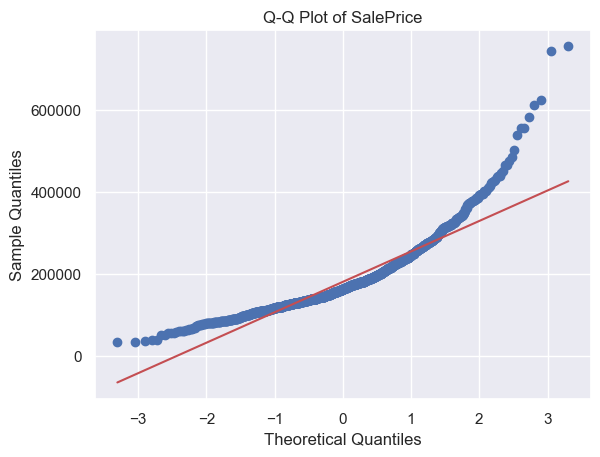 Q-Q Plot of SalePrice
600000
400000
200000
0
Sample Quantiles
−3 −2 −1 0 1 2 3
Theoretical Quantiles